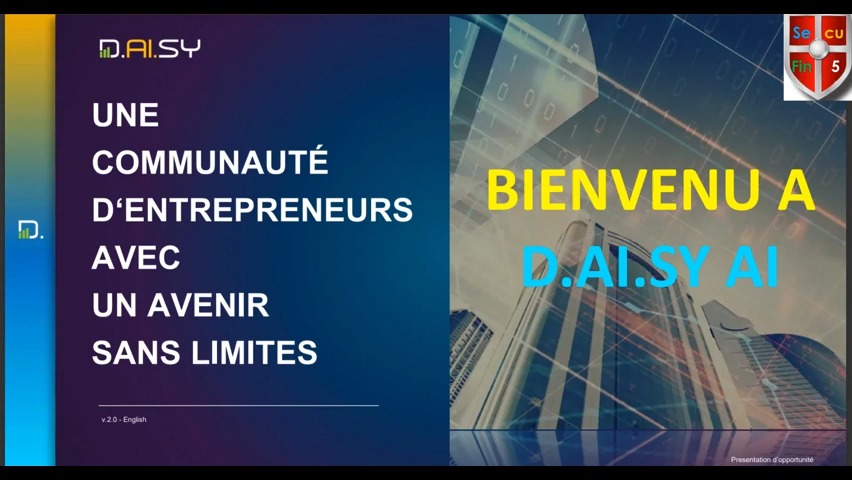 D.AI.SY
UNE
COMMUNAUTÉ
D‘ENTREPRENEURS
AVEC
UN AVENIR
SANS LIMITES
v.2.0 - English
D.
BIENVENU A
D.AI.SY AI
Se cu
Fin 5
Presentation d'opportunité